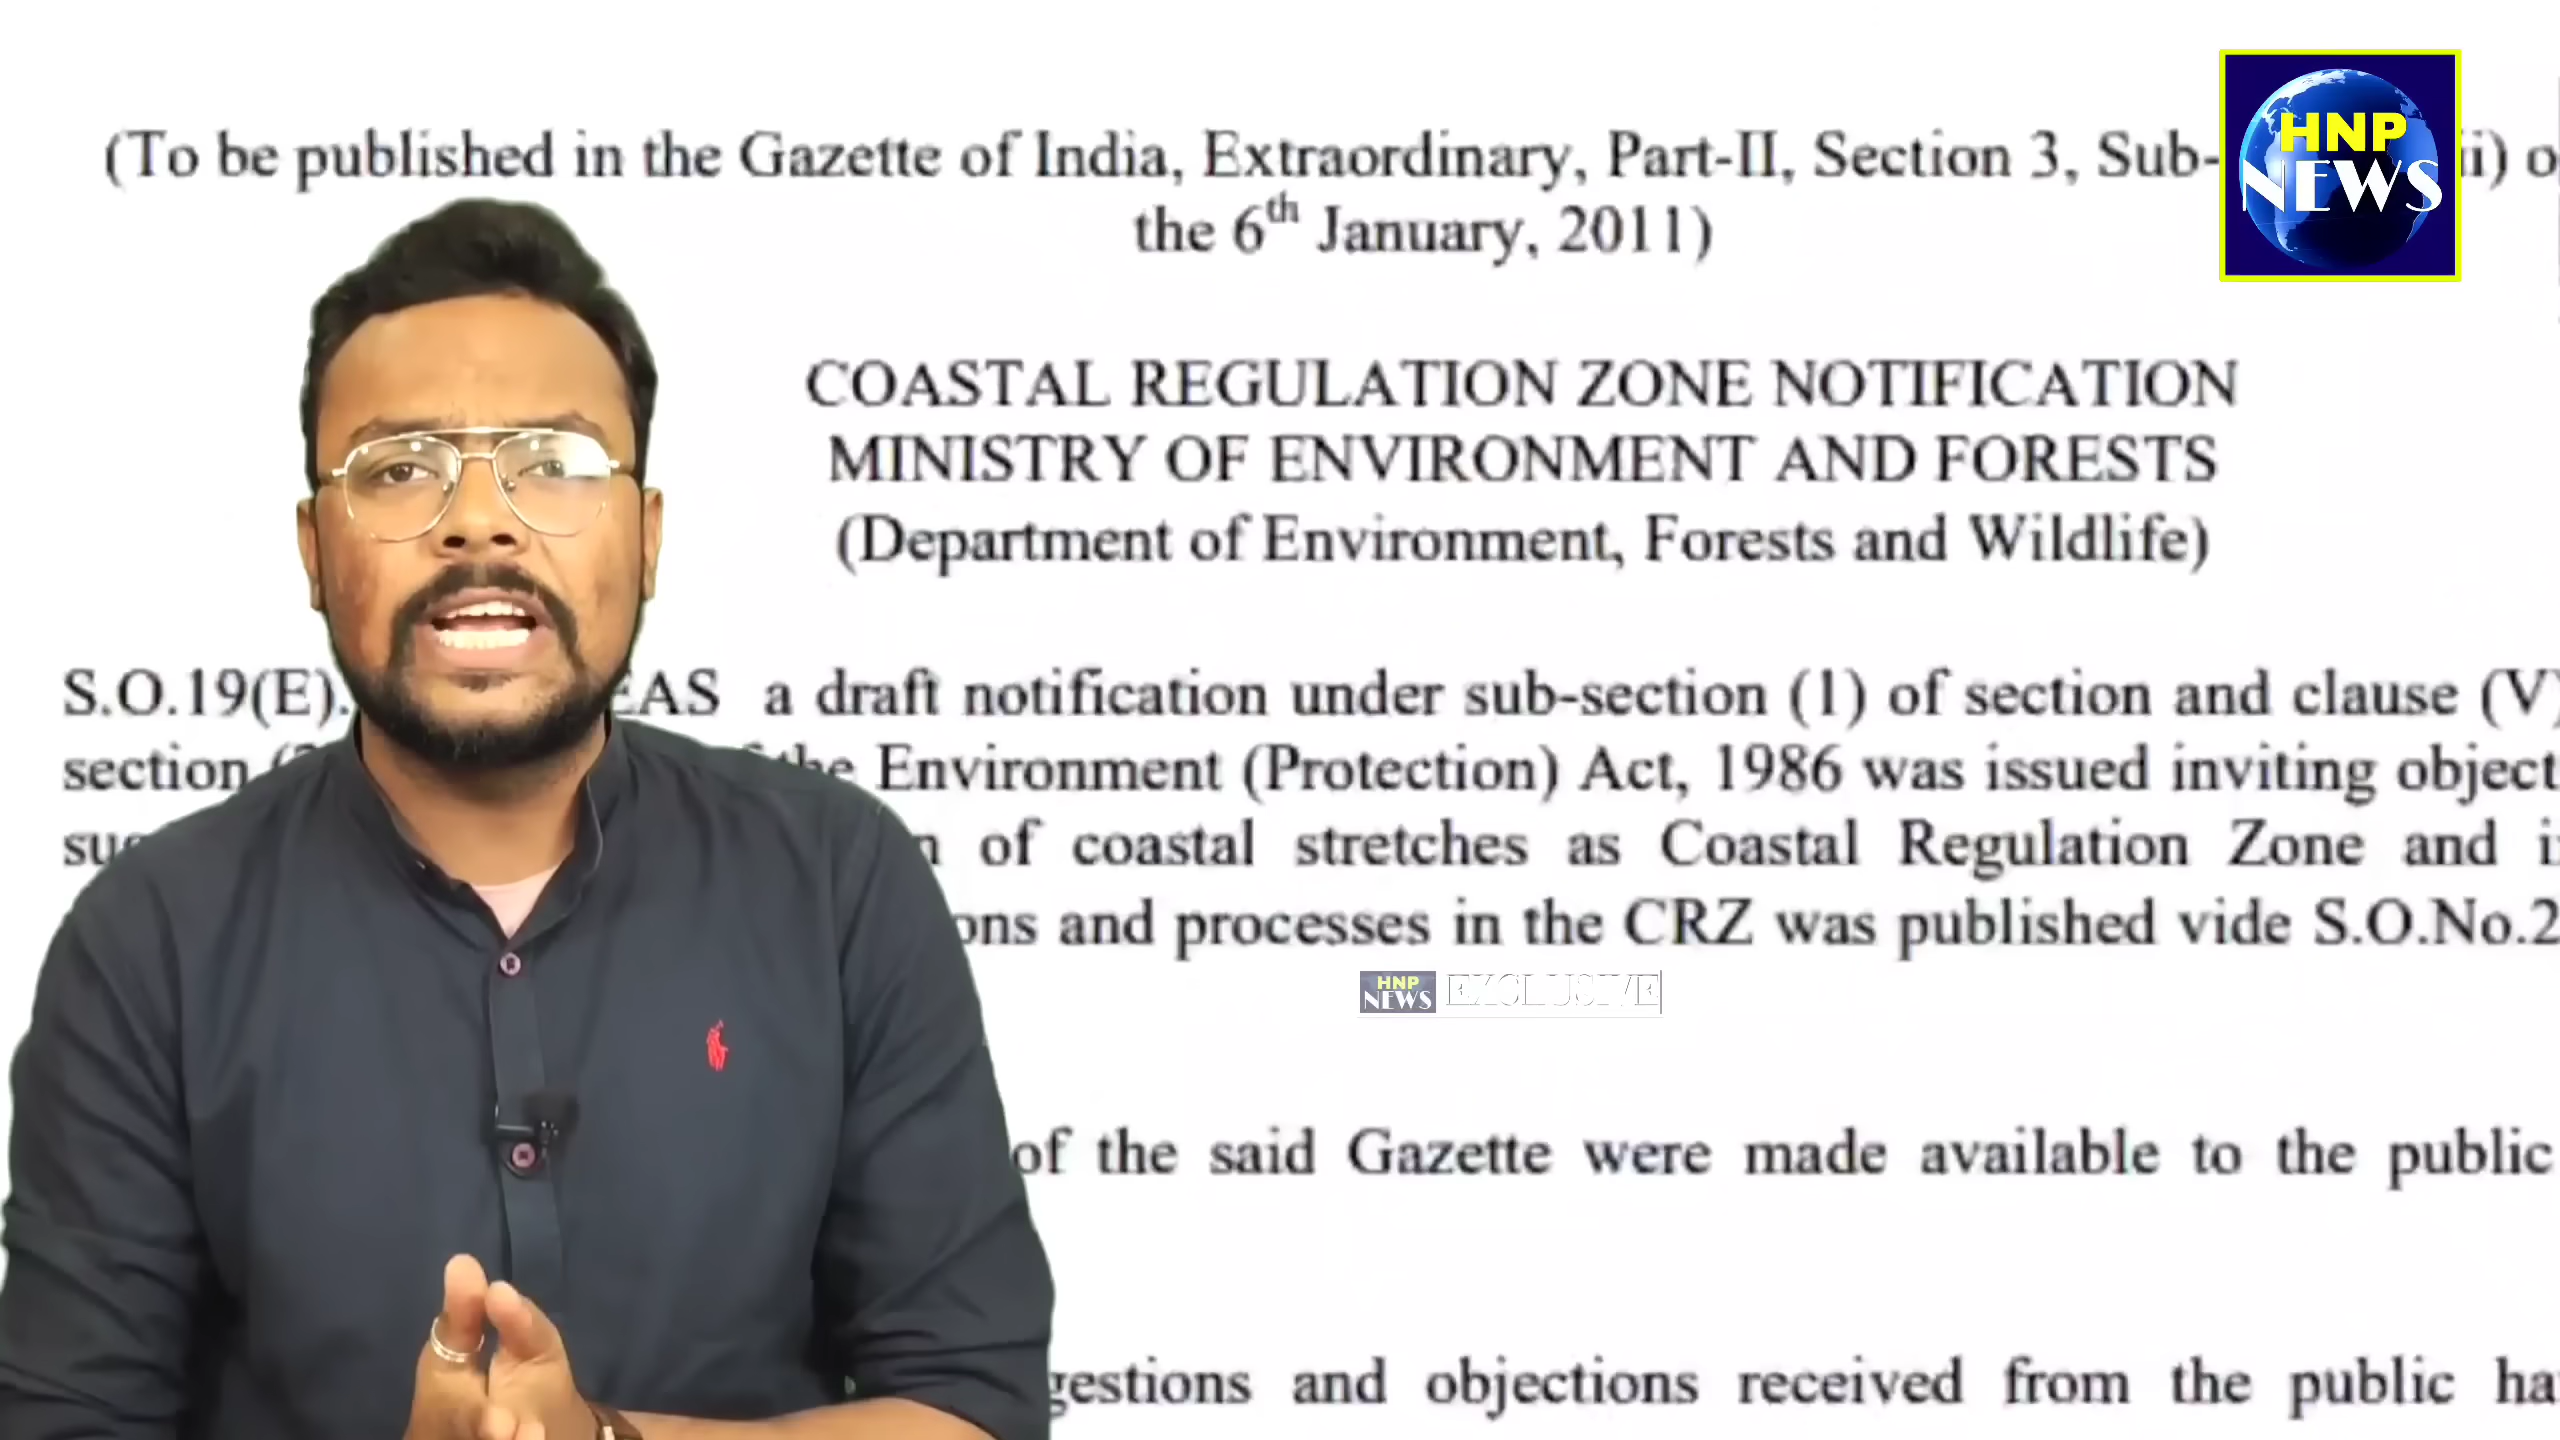 (To be published in the Gazette of India, Extraordinary, Part-II, Section 3, Sub- ii) o
the 6th January, 2011)
HNP
NEWS
COASTAL REGULATION ZONE NOTIFICATION
MINISTRY OF ENVIRONMENT AND FORESTS
(Department of Environment, Forests and Wildlife)
S.O.19(E). EAS a draft notification under sub-section (1) of section and clause (V)
section the Environment (Protection) Act, 1986 was issued inviting object
of coastal stretches as Coastal Regulation Zone and
ons and processes in the CRZ was published vide S.O.No.2
HNP
NEWS EXCLUSIVE
of the said Gazette were made available to the public
gestions and objections received from the public ha